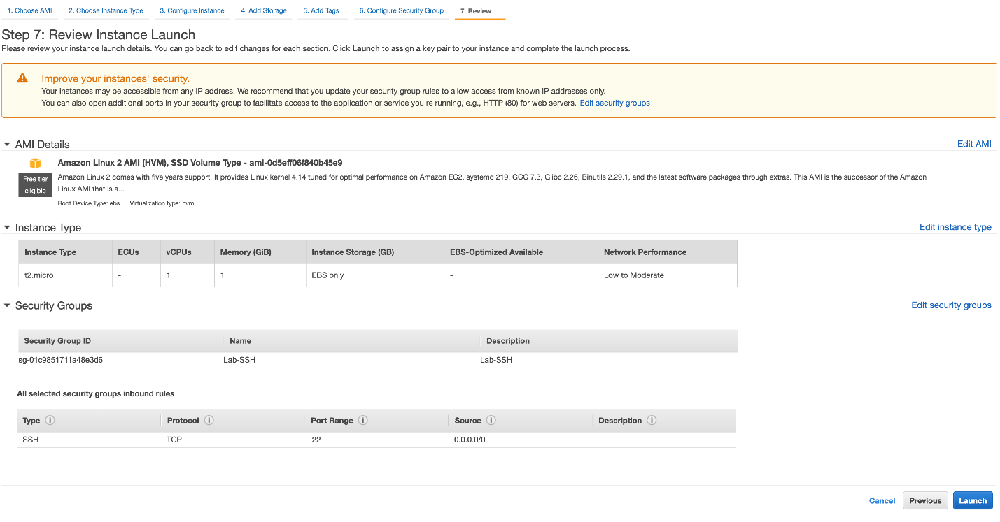 1. Choose AMI 2. Choose Instance Type 3. Configure Instance 4. Add Storage 5. Add Tags 6. Configure Security Group 7. Review
Step 7: Review Instance Launch
Please review your instance launch details. You can go back to edit changes for each section. Click Launch to assign a key pair to your instance and complete the launch process.
Improve your instances' security.
Your instances may be accessible from any IP address. We recommend that you update your security group rules to allow access from known IP addresses only.
You can also open additional ports in your security group to facilitate access to the application or service you're running, e.g., HTTP (80) for web servers. Edit security groups
AMI Details Edit AMI
Amazon Linux 2 AMI (HVM), SSD Volume Type - ami-0d5eff06f840b45e9
Free tier eligible
Amazon Linux 2 comes with five years support. It provides Linux kernel 4.14 tuned for optimal performance on Amazon EC2, systemd 219, GCC 7.3, Glibc 2.26, Binutils 2.29.1, and the latest software packages through extras. This AMI is the successor of the Amazon
Linux AMI that is a...
Root Device Type: ebs Virtualization type: hvm
Instance Type Edit instance type
Instance Type ECUs vCPUs Memory (GiB) Instance Storage (GB) EBS-Optimized Available Network Performance
t2.micro - 1 1 EBS only - Low to Moderate
Security Groups Edit security groups
Security Group ID Name Description
sg-01c9851711a48e3d6 Lab-SSH Lab-SSH
All selected security groups inbound rules
Type i Protocol i Port Range i Source i Description i
SSH TCP 22 0.0.0.0/0
Cancel Previous Launch